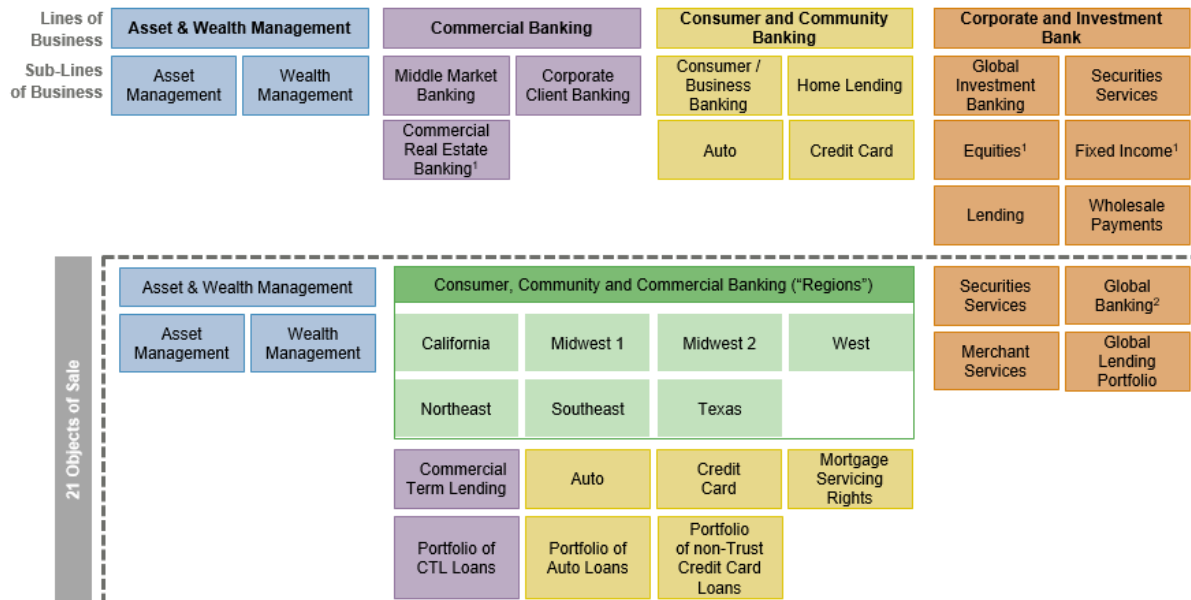 Lines of
Business
Asset & Wealth Management
Commercial Banking
Consumer and Community
Banking
Corporate and Investment
Bank
Sub-Lines
of Business
Asset
Management
Wealth
Management
Middle Market
Banking
Corporate
Client Banking
Consumer /
Business
Banking
Home Lending
Global
Investment
Banking
Securities
Services
Commercial
Real Estate
Banking¹
Auto
Credit Card
Equities¹
Fixed Income¹
Lending
Wholesale
Payments
21 Objects of Sale
Asset & Wealth Management
Consumer, Community and Commercial Banking (“Regions”)
Securities
Services
Global
Banking²
Asset
Management
Wealth
Management
California
Midwest 1
Midwest 2
West
Merchant
Services
Global
Lending
Portfolio
Northeast
Southeast
Texas
Commercial
Term Lending
Auto
Credit
Card
Mortgage
Servicing
Rights
Portfolio of
CTL Loans
Portfolio of
Auto Loans
Portfolio
of non-Trust
Credit Card
Loans